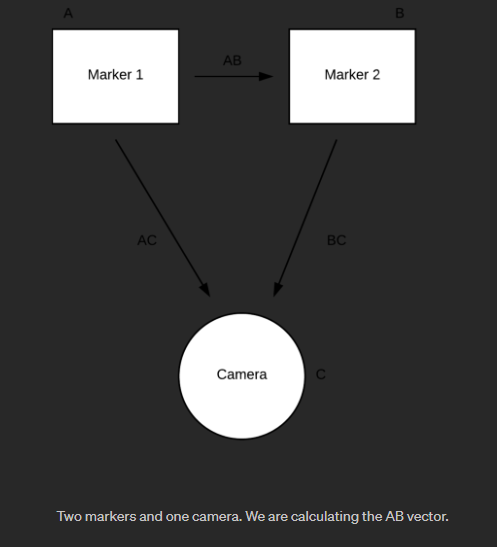 A
B
Marker 1
AB
Marker 2
AC
BC
Camera
C
Two markers and one camera. We are calculating the AB vector.